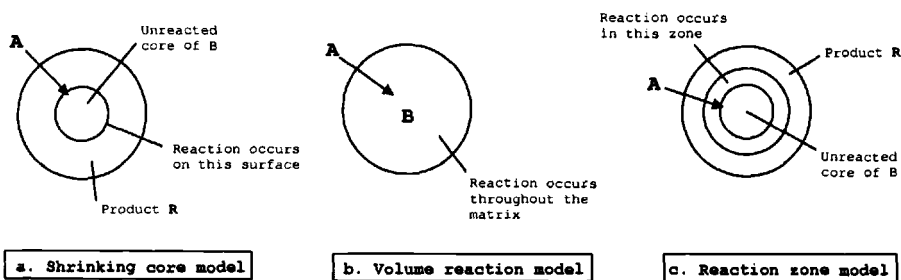 Unreacted
core of B
A
Reaction occurs
on this surface
Product R
a. Shrinking core model
A
B
Reaction occurs
throughout the
matrix
b. Volume reaction model
Reaction occurs
in this zone
Product R
A
Unreacted
core of B
c. Reaction zone model